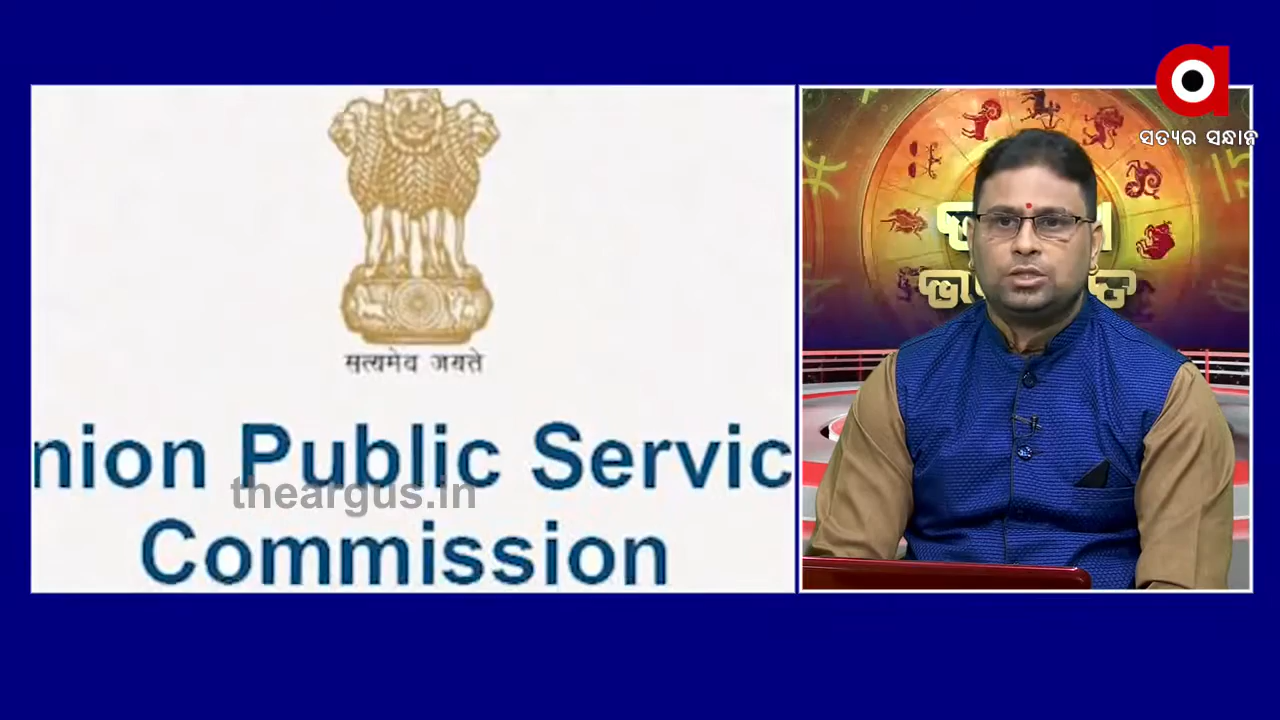 सत्यमेव जयते
nion Public Servic
theargus.in
Commission
ସତ୍ୟର ସନ୍ଧାନ